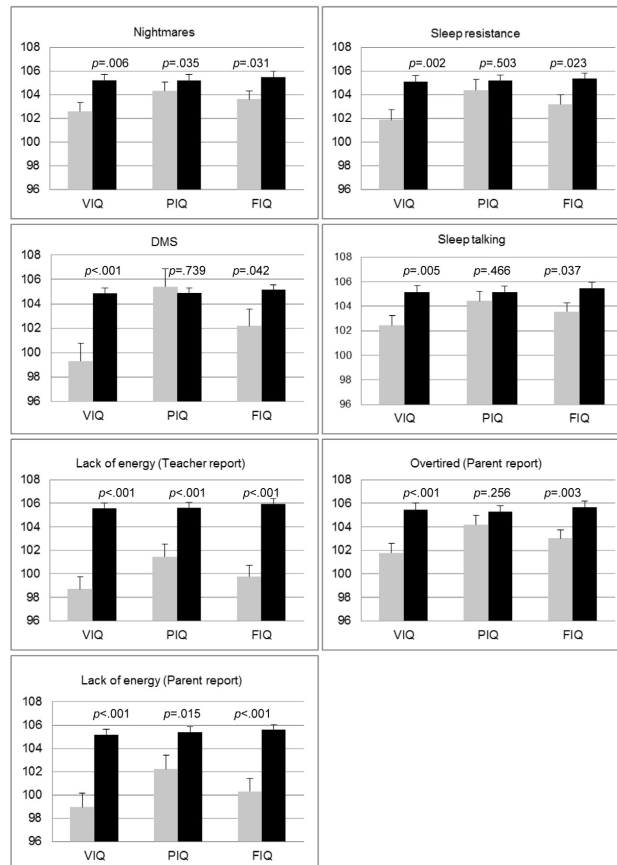 Nightmares
108
106
104
102
100
98
96
p=.006 p=.035 p=.031
VIQ PIQ FIQ
Sleep resistance
108
106
104
102
100
98
96
p=.002 p=.503 p=.023
VIQ PIQ FIQ
DMS
108
106
104
102
100
98
96
p<.001 p=.739 p=.042
VIQ PIQ FIQ
Sleep talking
108
106
104
102
100
98
96
p=.005 p=.466 p=.037
VIQ PIQ FIQ
Lack of energy (Teacher report)
108
106
104
102
100
98
96
p<.001 p<.001 p<.001
VIQ PIQ FIQ
Overtired (Parent report)
108
106
104
102
100
98
96
p<.001 p=.256 p=.003
VIQ PIQ FIQ
Lack of energy (Parent report)
108
106
104
102
100
98
96
p<.001 p=.015 p<.001
VIQ PIQ FIQ